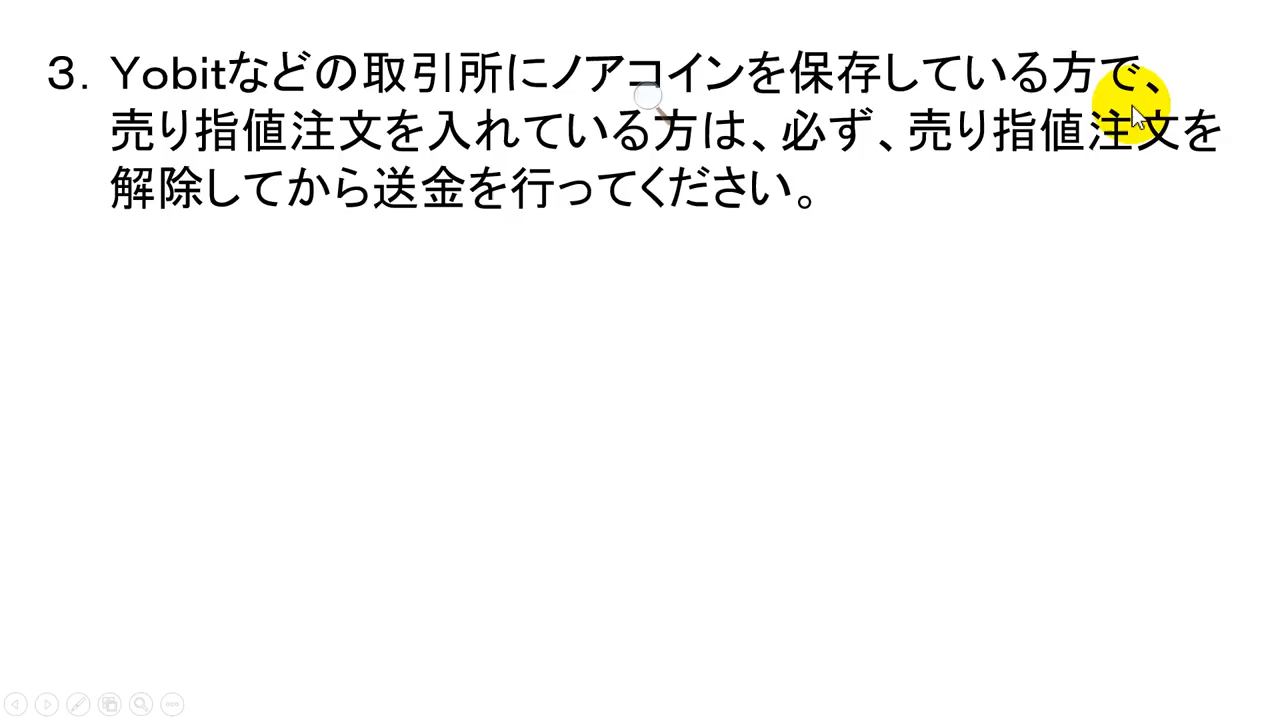 ３．Yobitなどの取引所にノアコインを保存している方で、
売り指値注文を入れている方は、必ず、売り指値注文を
解除してから送金を行ってください。